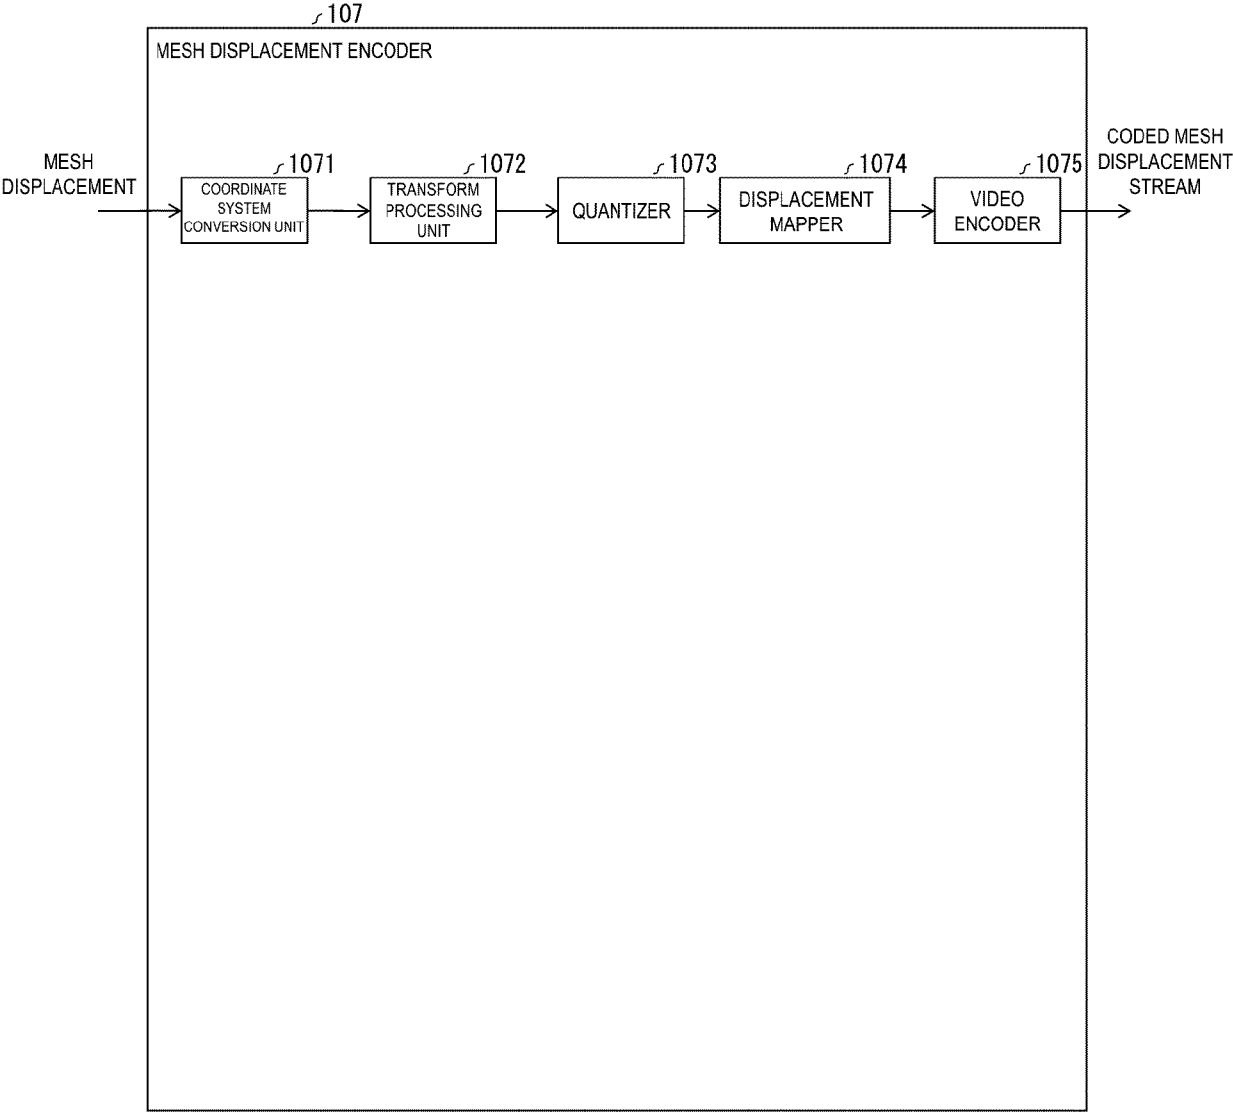 107
MESH DISPLACEMENT ENCODER
MESH
DISPLACEMENT
1071
COORDINATE
SYSTEM
CONVERSION UNIT
1072
TRANSFORM
PROCESSING
UNIT
1073
QUANTIZER
1074
DISPLACEMENT
MAPPER
1075
VIDEO
ENCODER
CODED MESH
DISPLACEMENT
STREAM